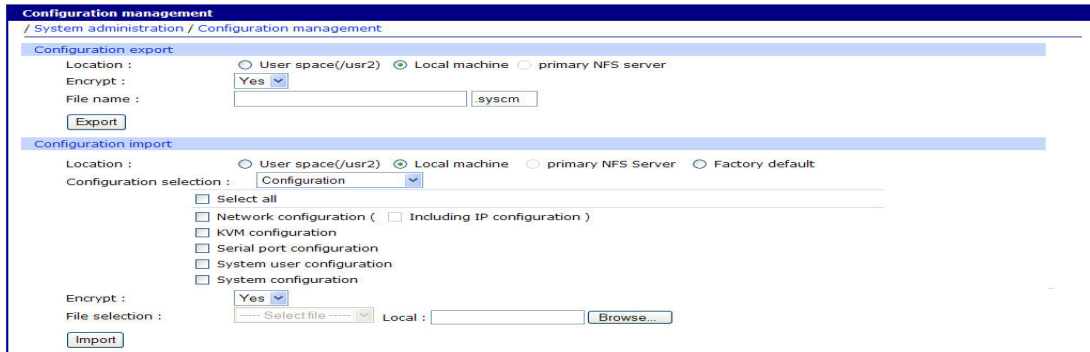 Configuration management
/ System administration / Configuration management
Configuration export
Location : User space(/usr2) Local machine primary NFS server
Encrypt : Yes
File name : .syscm
Export
Configuration import
Location : User space(/usr2) Local machine primary NFS Server Factory default
Configuration selection : Configuration
Select all
Network configuration ( Including IP configuration )
KVM configuration
Serial port configuration
System user configuration
System configuration
Encrypt : Yes
File selection : ----- Select file ----- Local : Browse...
Import